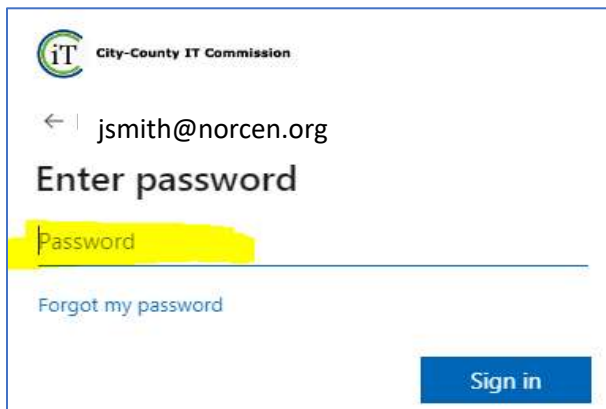 iT City-County IT Commission
← jsmith@norcen.org
Enter password
Password
Forgot my password
Sign in